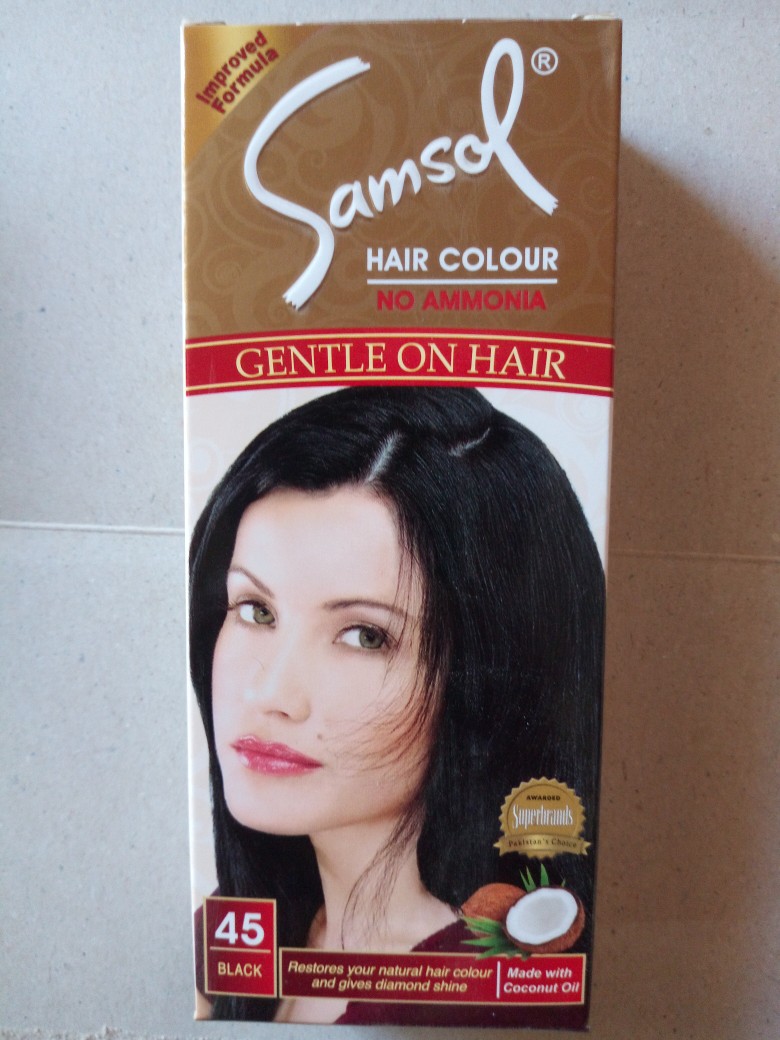 Improved
Formula
Samsol®
HAIR COLOUR
NO AMMONIA
GENTLE ON HAIR
AWARDED
Superbrands
Pakistan's Choice
45
BLACK
Restores your natural hair colour
and gives diamond shine
Made with
Coconut Oil